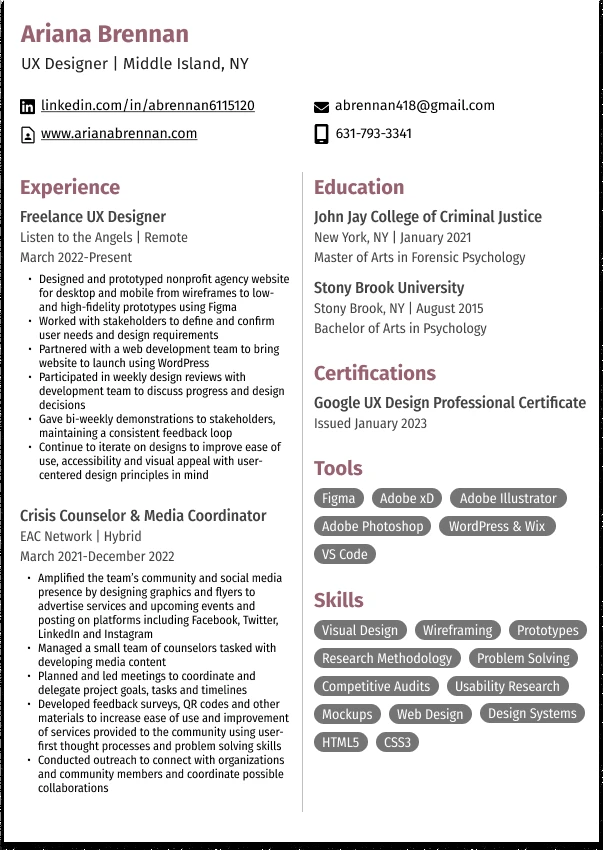 Ariana Brennan
UX Designer | Middle Island, NY
linkedin.com/in/abrennan6115120
abrennan418@gmail.com
www.arianabrennan.com
631-793-3341
Experience
Freelance UX Designer
Listen to the Angels | Remote
March 2022-Present
• Designed and prototyped nonprofit agency website
for desktop and mobile from wireframes to low-
and high-fidelity prototypes using Figma
• Worked with stakeholders to define and confirm
user needs and design requirements
• Partnered with a web development team to bring
website to launch using WordPress
• Participated in weekly design reviews with
development team to discuss progress and design
decisions
• Gave bi-weekly demonstrations to stakeholders,
maintaining a consistent feedback loop
• Continue to iterate on designs to improve ease of
use, accessibility and visual appeal with user-
centered design principles in mind
Crisis Counselor & Media Coordinator
EAC Network | Hybrid
March 2021-December 2022
• Amplified the team's community and social media
presence by designing graphics and flyers to
advertise services and upcoming events and
posting on platforms including Facebook, Twitter,
LinkedIn and Instagram
• Managed a small team of counselors tasked with
developing media content
• Planned and led meetings to coordinate and
delegate project goals, tasks and timelines
• Developed feedback surveys, QR codes and other
materials to increase ease of use and improvement
of services provided to the community using user-
first thought processes and problem solving skills
• Conducted outreach to connect with organizations
and community members and coordinate possible
collaborations
Education
John Jay College of Criminal Justice
New York, NY | January 2021
Master of Arts in Forensic Psychology
Stony Brook University
Stony Brook, NY | August 2015
Bachelor of Arts in Psychology
Certifications
Google UX Design Professional Certificate
Issued January 2023
Tools
Figma Adobe xD Adobe Illustrator
Adobe Photoshop WordPress & Wix
VS Code
Skills
Visual Design Wireframing Prototypes
Research Methodology Problem Solving
Competitive Audits Usability Research
Mockups Web Design Design Systems
HTML5 CSS3